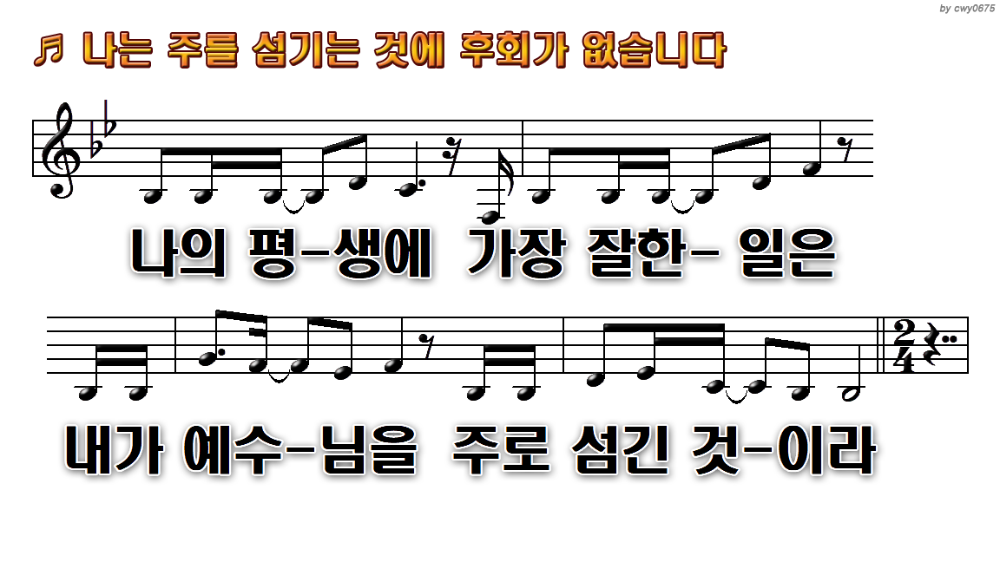 by cwy0675
♬ 나는 주를 섬기는 것에 후회가 없습니다
나의 평-생에 가장 잘한- 일은
2
4
내가 예수-님을 주로 섬긴 것-이라